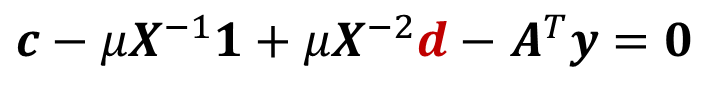 𝒄 − 𝜇𝑿⁻¹𝟏 + 𝜇𝑿⁻²𝒅 − 𝑨ᵀ𝒚 = 𝟎